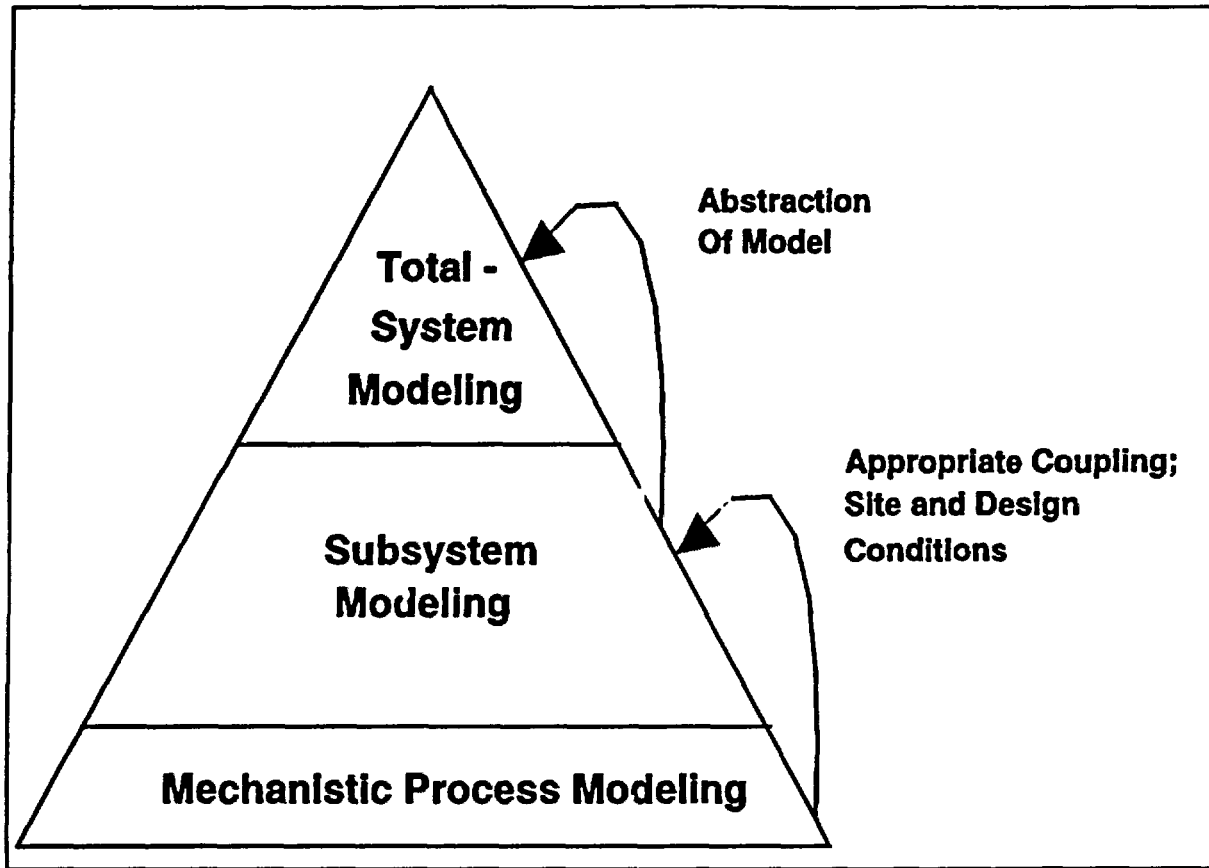 Abstraction
Of Model
Total -
System
Modeling
Appropriate Coupling;
Site and Design
Conditions
Subsystem
Modeling
Mechanistic Process Modeling